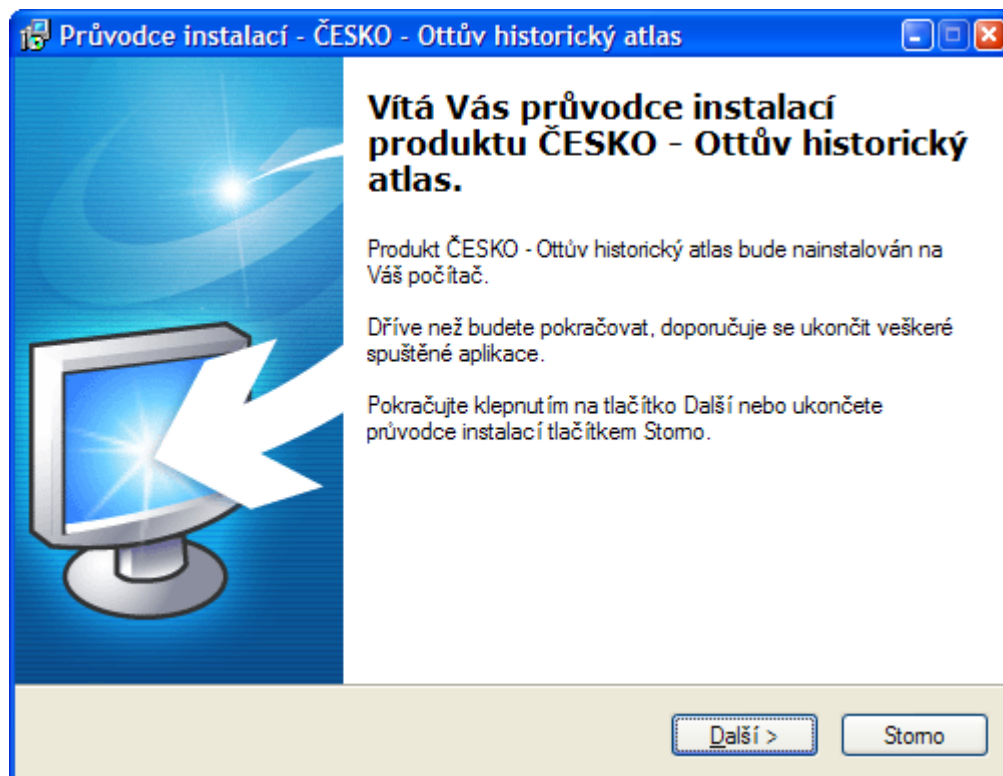 Průvodce instalací - ČESKO - Ottův historický atlas
Vítá Vás průvodce instalací
produktu ČESKO - Ottův historický
atlas.
Produkt ČESKO - Ottův historický atlas bude nainstalován na
Váš počítač.
Dříve než budete pokračovat, doporučuje se ukončit veškeré
spuštěné aplikace.
Pokračujte klepnutím na tlačítko Další nebo ukončete
průvodce instalací tlačítkem Storno.
Další >
Storno